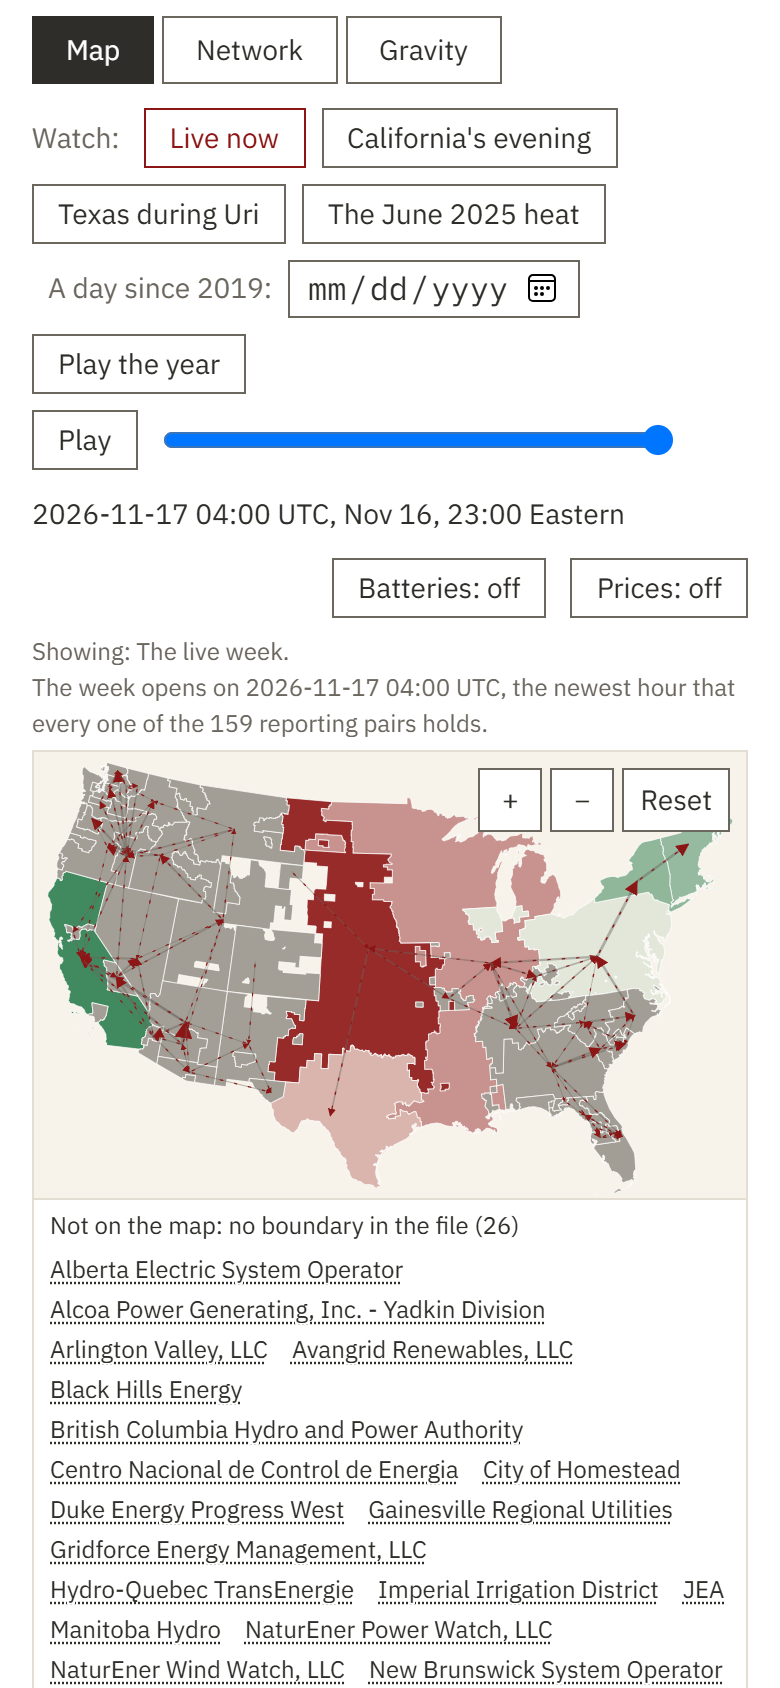 Map Network Gravity
Watch: Live now California's evening
Texas during Uri The June 2025 heat
A day since 2019: mm/dd/yyyy
Play the year
Play
2026-11-17 04:00 UTC, Nov 16, 23:00 Eastern
Batteries: off Prices: off
Showing: The live week.
The week opens on 2026-11-17 04:00 UTC, the newest hour that
every one of the 159 reporting pairs holds.
+ − Reset
Not on the map: no boundary in the file (26)
Alberta Electric System Operator
Alcoa Power Generating, Inc. - Yadkin Division
Arlington Valley, LLC Avangrid Renewables, LLC
Black Hills Energy
British Columbia Hydro and Power Authority
Centro Nacional de Control de Energia City of Homestead
Duke Energy Progress West Gainesville Regional Utilities
Gridforce Energy Management, LLC
Hydro-Quebec TransEnergie Imperial Irrigation District JEA
Manitoba Hydro NaturEner Power Watch, LLC
NaturEner Wind Watch, LLC New Brunswick System Operator